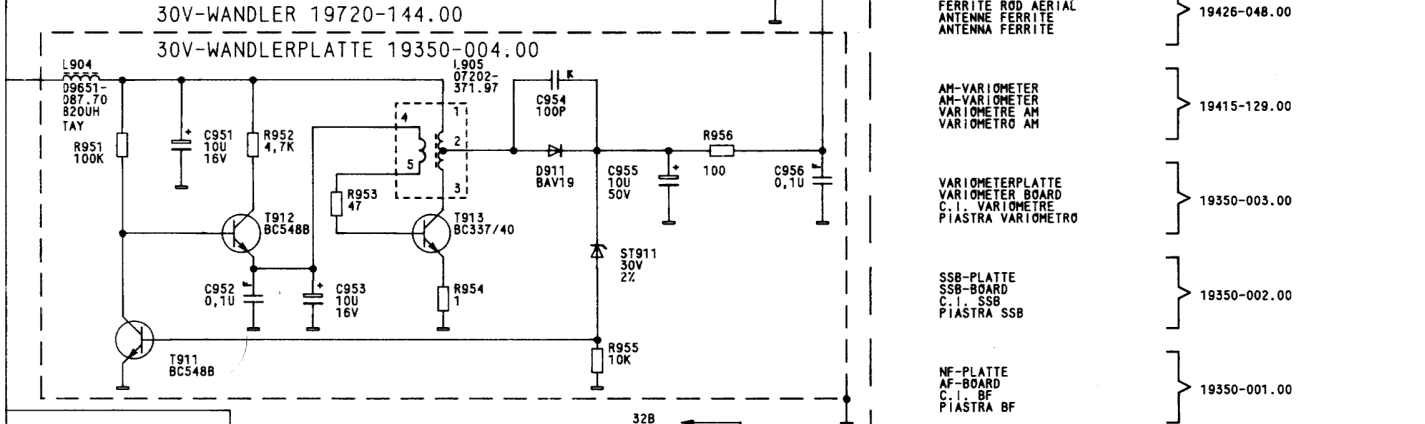 30V-WANDLER 19720-144.00
30V-WANDLERPLATTE 19350-004.00
L904
09651-
087.70
820UH
TAY
R951
100K
C951
10U
16V
R952
4,7K
4
5
L905
07202-
371.97
1
2
3
K
C954
100P
D911
BAV19
R953
47
T912
BC548B
T913
BC337/40
C955
10U
50V
R956
100
C956
0,1U
ST911
30V
2%
C952
0,1U
C953
10U
16V
R954
1
T911
BC548B
R955
10K
32B
FERRITE ROD AERIAL
ANTENNE FERRITE
ANTENNA FERRITE
19426-048.00
AM-VARIOMETER
AM-VARIOMETER
VARIOMETRE AM
VARIOMETRO AM
19415-129.00
VARIOMETERPLATTE
VARIOMETER BOARD
C.I. VARIOMETRE
PIASTRA VARIOMETRO
19350-003.00
SSB-PLATTE
SSB-BOARD
C.I. SSB
PIASTRA SSB
19350-002.00
NF-PLATTE
AF-BOARD
C.I. BF
PIASTRA BF
19350-001.00